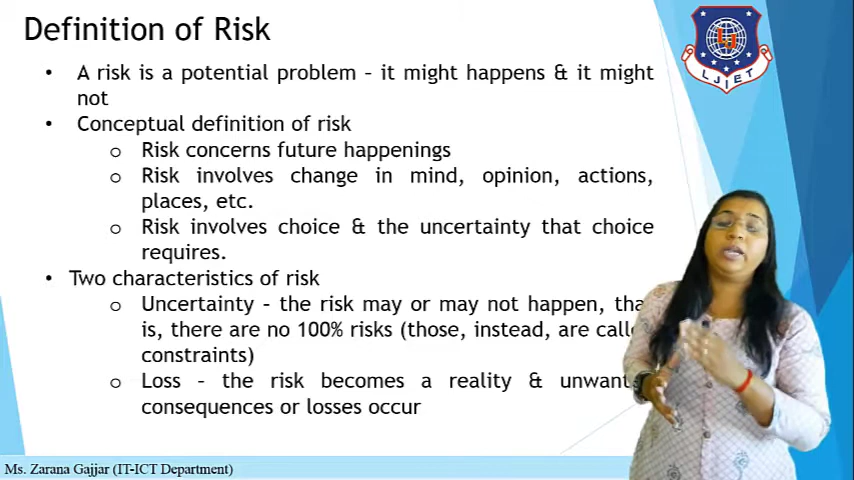 Definition of Risk
• A risk is a potential problem – it might happens & it might
not
• Conceptual definition of risk
o Risk concerns future happenings
o Risk involves change in mind, opinion, actions,
places, etc.
o Risk involves choice & the uncertainty that choice
requires.
• Two characteristics of risk
o Uncertainty – the risk may or may not happen, tha
is, there are no 100% risks (those, instead, are calle
constraints)
o Loss – the risk becomes a reality & unwant
consequences or losses occur
LJIET
Ms. Zarana Gajjar (IT-ICT Department)